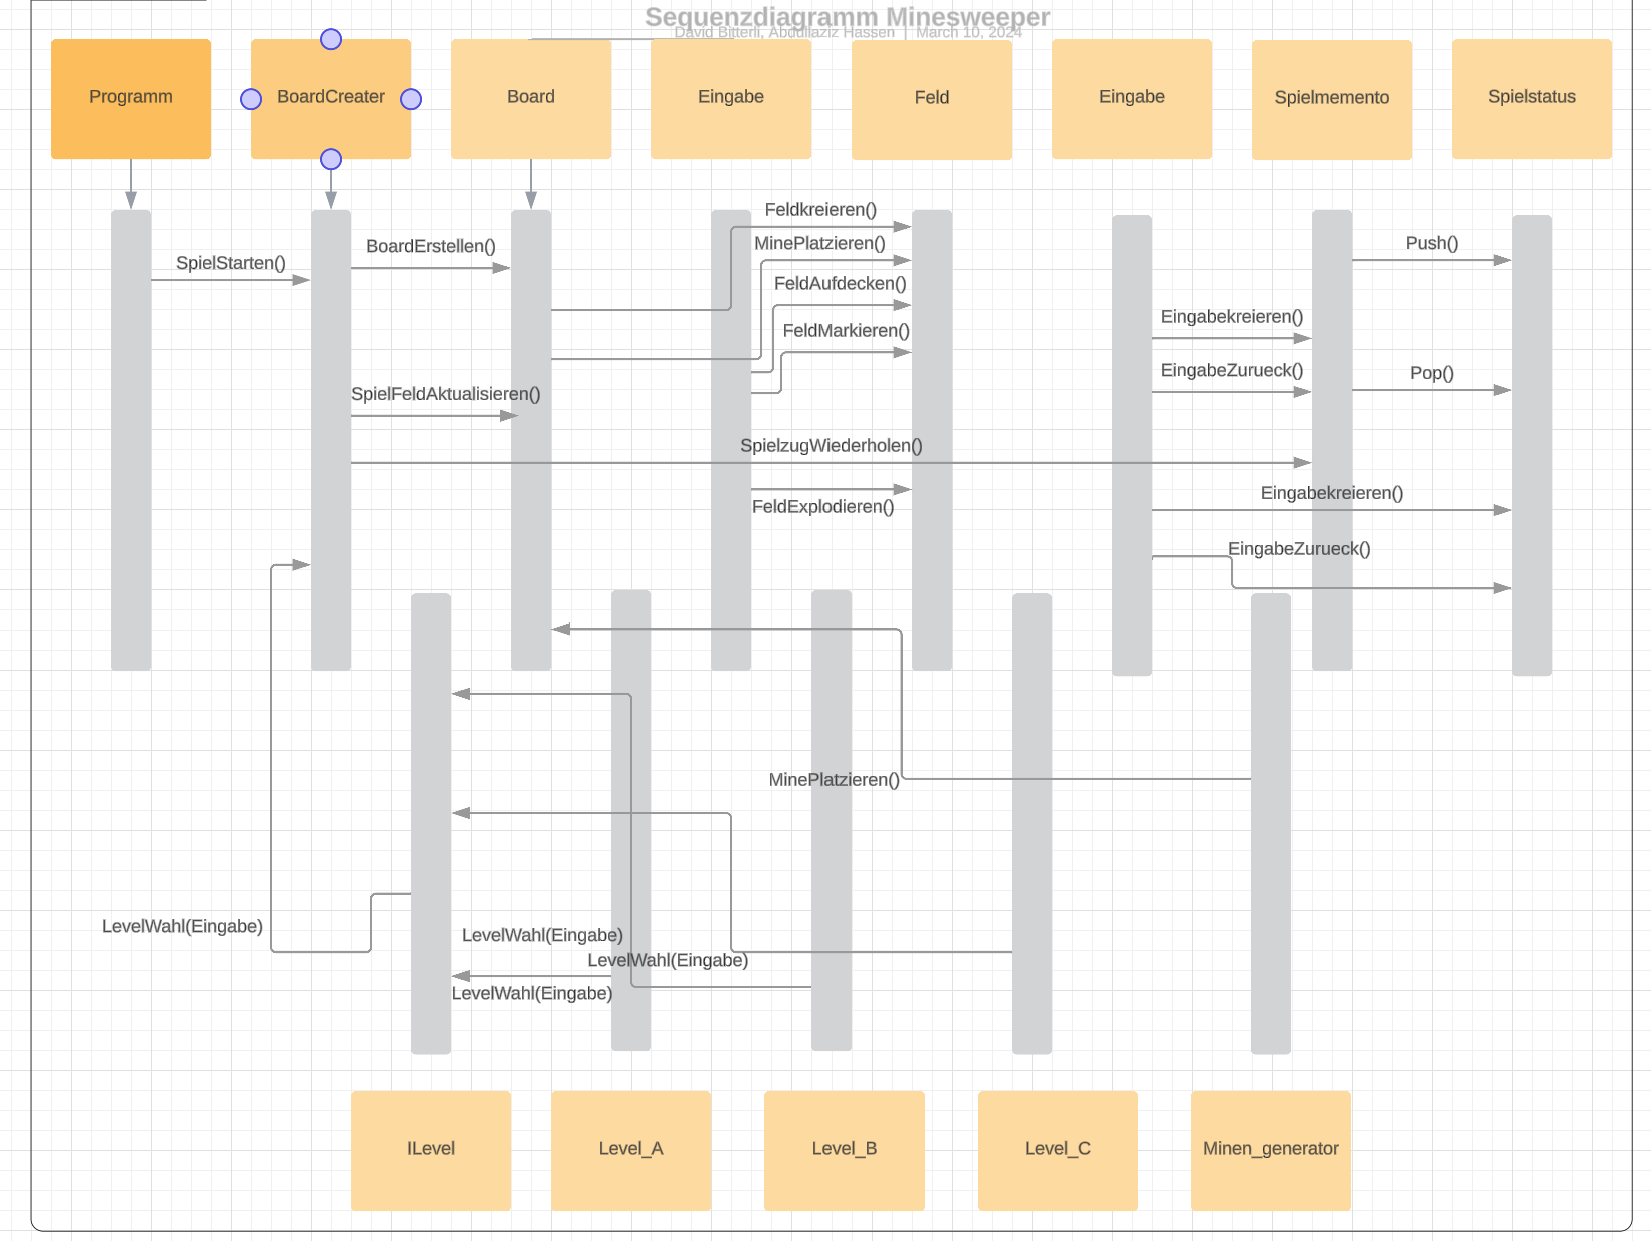 Sequenzdiagramm Minesweeper
David Bitterli, Abdullaziz Hassen | March 10, 2024
Programm
BoardCreater
Board
Eingabe
Feld
Eingabe
Spielmemento
Spielstatus
Feldkreieren()
MinePlatzieren()
Push()
BoardErstellen()
SpielStarten()
FeldAufdecken()
Eingabekreieren()
FeldMarkieren()
EingabeZurueck()
Pop()
SpielFeldAktualisieren()
SpielzugWiederholen()
Eingabekreieren()
FeldExplodieren()
EingabeZurueck()
MinePlatzieren()
LevelWahl(Eingabe)
LevelWahl(Eingabe)
LevelWahl(Eingabe)
LevelWahl(Eingabe)
ILevel
Level_A
Level_B
Level_C
Minen_generator